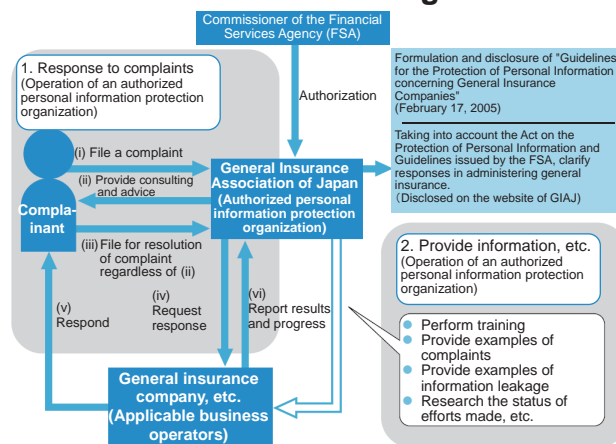 Commissioner of the Financial
Services Agency (FSA)
1. Response to complaints
(Operation of an authorized
personal information protection
organization)
Authorization
Formulation and disclosure of "Guidelines
for the Protection of Personal Information
concerning General Insurance
Companies"
(February 17, 2005)
Taking into account the Act on the
Protection of Personal Information and
Guidelines issued by the FSA, clarify
responses in administering general
insurance.
(Disclosed on the website of GIAJ)
(i) File a complaint
(ii) Provide consulting
and advice
Compla-
inant
General Insurance
Association of Japan
(Authorized personal
information protection
organization)
(iii) File for resolution
of complaint
regardless of (ii)
(v)
Respond
(iv)
Request
response
(vi)
Report results
and progress
2. Provide information, etc.
(Operation of an authorized
personal information protection
organization)
● Perform training
● Provide examples of
complaints
● Provide examples of
information leakage
● Research the status of
efforts made, etc.
General insurance
company, etc.
(Applicable business
operators)